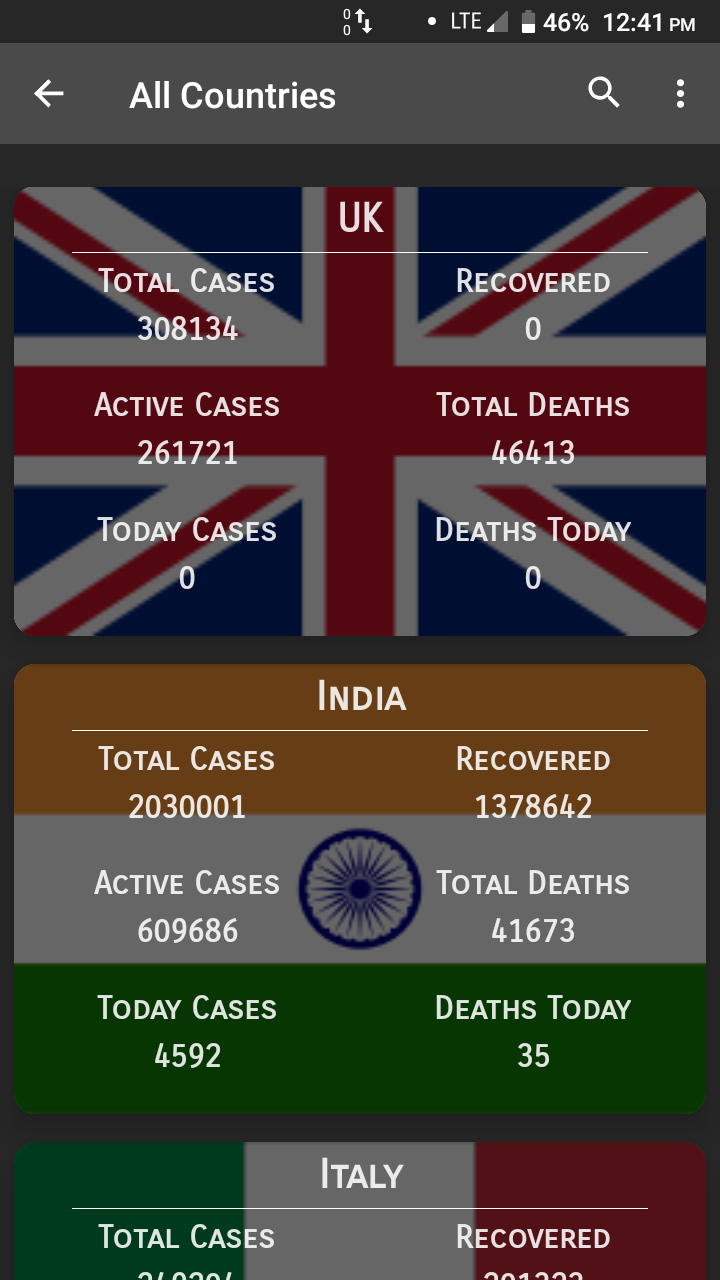 0
0
LTE 46% 12:41 PM
All Countries
UK
Total Cases Recovered
308134 0
Active Cases Total Deaths
261721 46413
Today Cases Deaths Today
0 0
India
Total Cases Recovered
2030001 1378642
Active Cases Total Deaths
609686 41673
Today Cases Deaths Today
4592 35
Italy
Total Cases Recovered